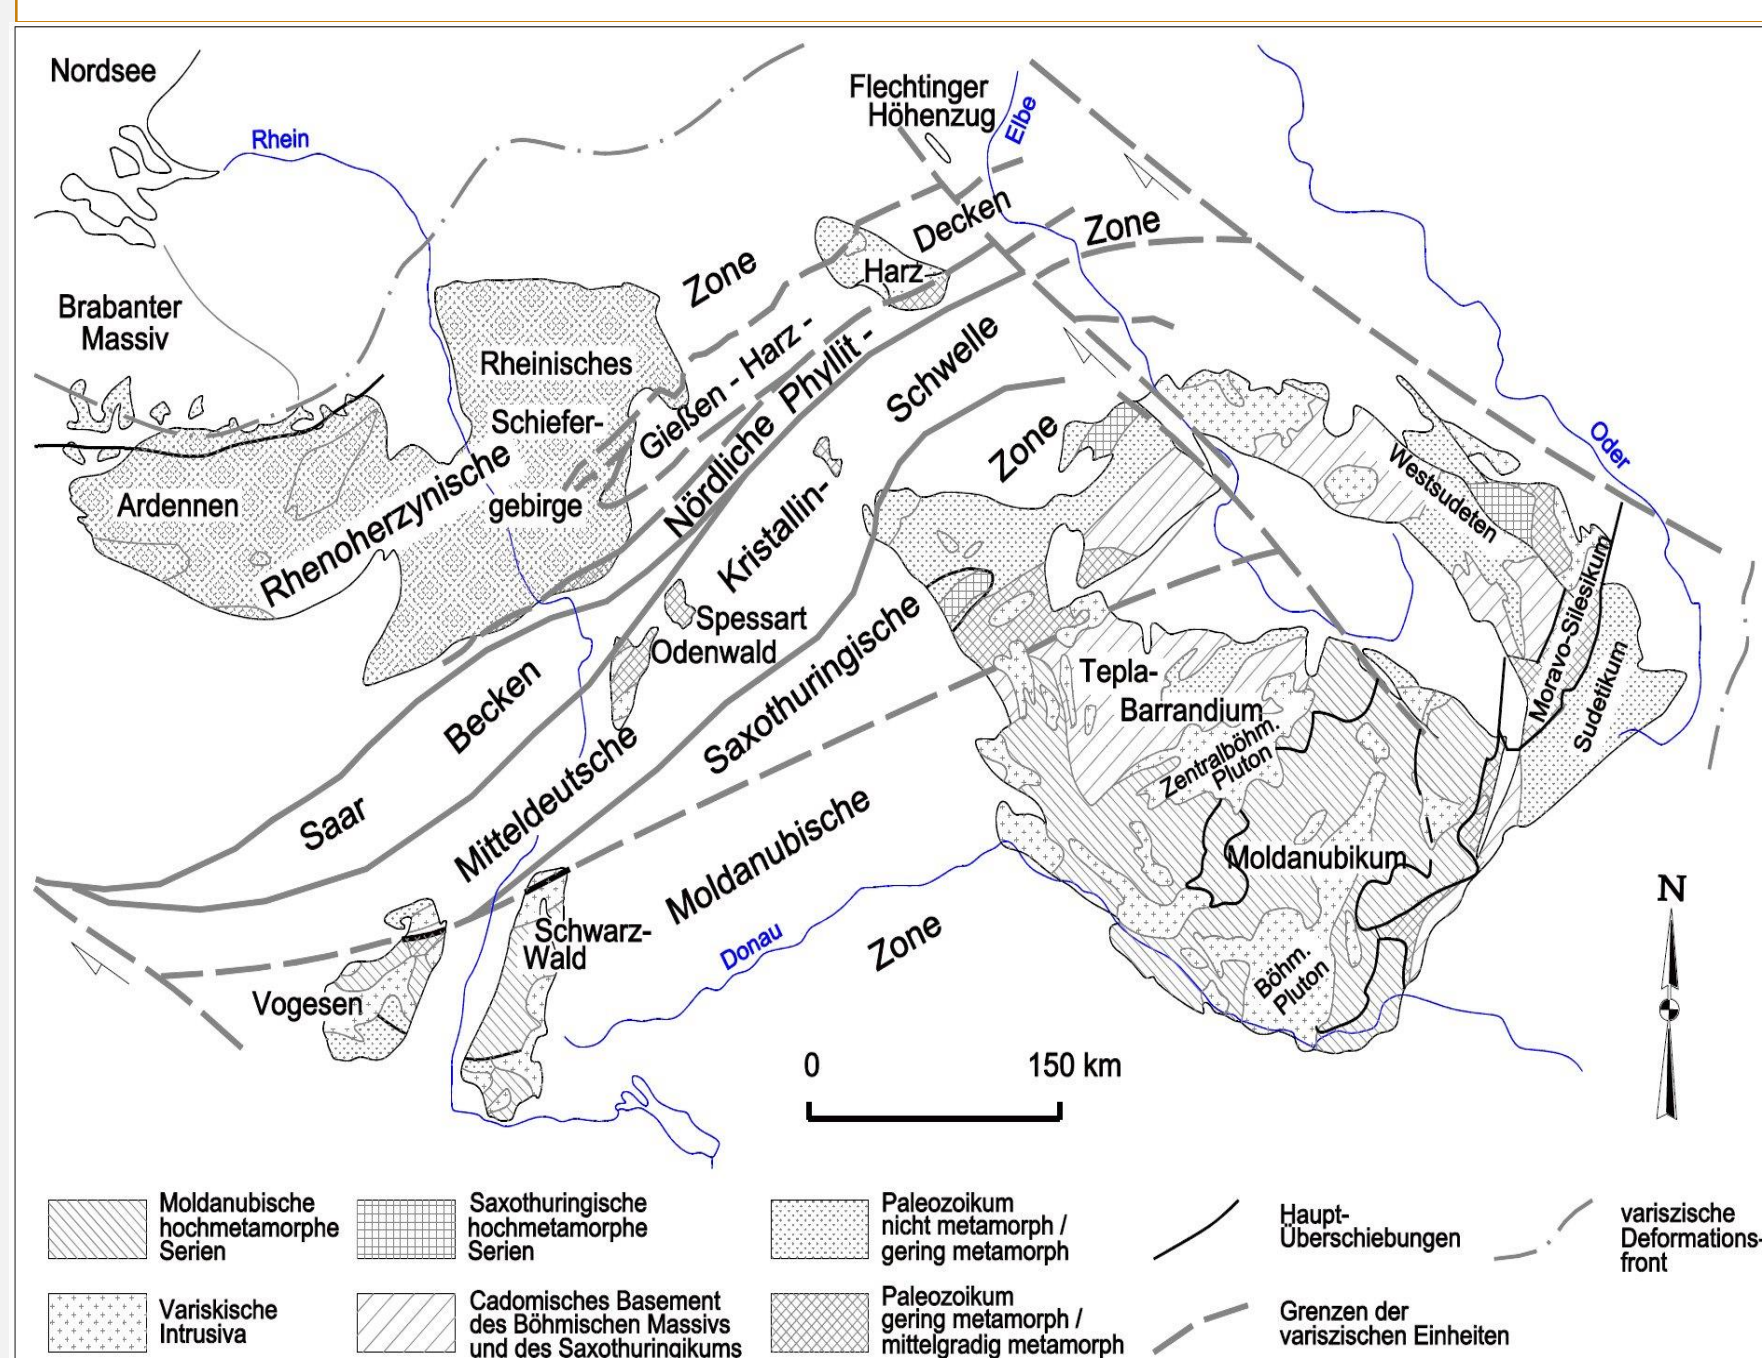 Nordsee
Rhein
Flechtinger
Höhenzug
Elbe
Brabanter
Massiv
Zone
Decken
Zone
Harz
Rheinisches
Schiefer-
gebirge
Gießen - Harz -
Nördliche Phyllit -
Schwelle
Kristallin-
Zone
Ardennen
Rhenoherzynische
Westsudeten
Oder
Spessart
Odenwald
Saxothuringische
Tepla-
Barrandium
Zentralböhm.
Pluton
Moravo-Silesikum
Sudetikum
Becken
Saar
Mitteldeutsche
Moldanubische
Zone
Moldanubikum
Böhm.
Pluton
Schwarz-
Wald
Donau
Vogesen
N
0 150 km
Moldanubische
hochmetamorphe
Serien
Saxothuringische
hochmetamorphe
Serien
Paleozoikum
nicht metamorph /
gering metamorph
Haupt-
Überschiebungen
variszische
Deformations-
front
Variskische
Intrusiva
Cadomisches Basement
des Böhmischen Massivs
und des Saxothuringikums
Paleozoikum
gering metamorph /
mittelgradig metamorph
Grenzen der
variszischen Einheiten